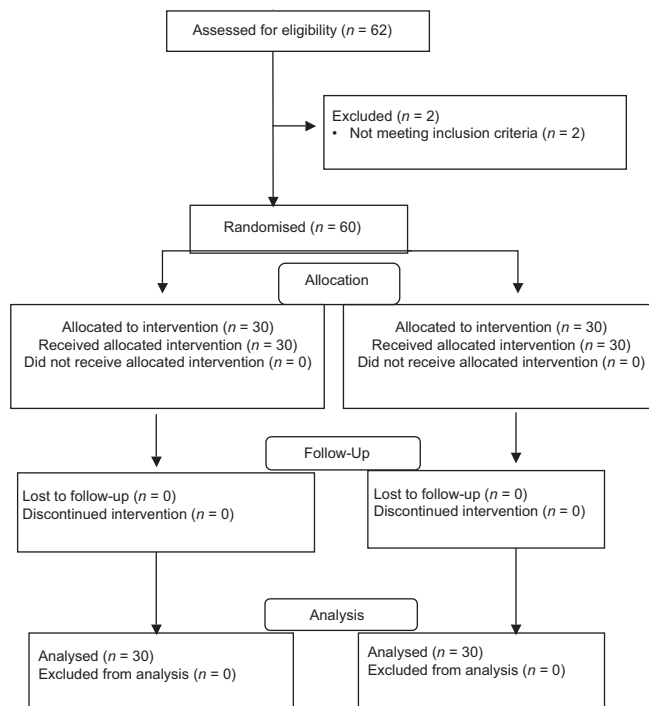 Assessed for eligibility (n = 62)
Excluded (n = 2)
• Not meeting inclusion criteria (n = 2)
Randomised (n = 60)
Allocation
Allocated to intervention (n = 30)
Received allocated intervention (n = 30)
Did not receive allocated intervention (n = 0)
Allocated to intervention (n = 30)
Received allocated intervention (n = 30)
Did not receive allocated intervention (n = 0)
Follow-Up
Lost to follow-up (n = 0)
Discontinued intervention (n = 0)
Lost to follow-up (n = 0)
Discontinued intervention (n = 0)
Analysis
Analysed (n = 30)
Excluded from analysis (n = 0)
Analysed (n = 30)
Excluded from analysis (n = 0)